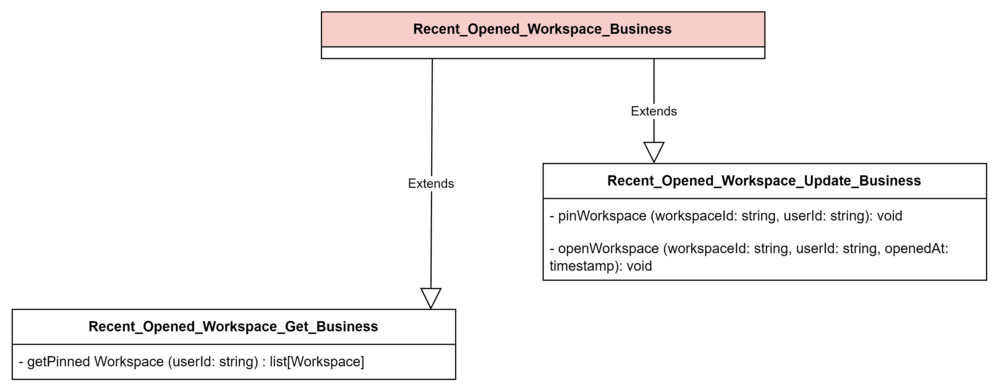 Recent_Opened_Workspace_Business
Extends
Extends
Recent_Opened_Workspace_Update_Business
- pinWorkspace (workspaceId: string, userId: string): void
- openWorkspace (workspaceId: string, userId: string, openedAt:
timestamp): void
Recent_Opened_Workspace_Get_Business
- getPinned Workspace (userId: string) : list[Workspace]